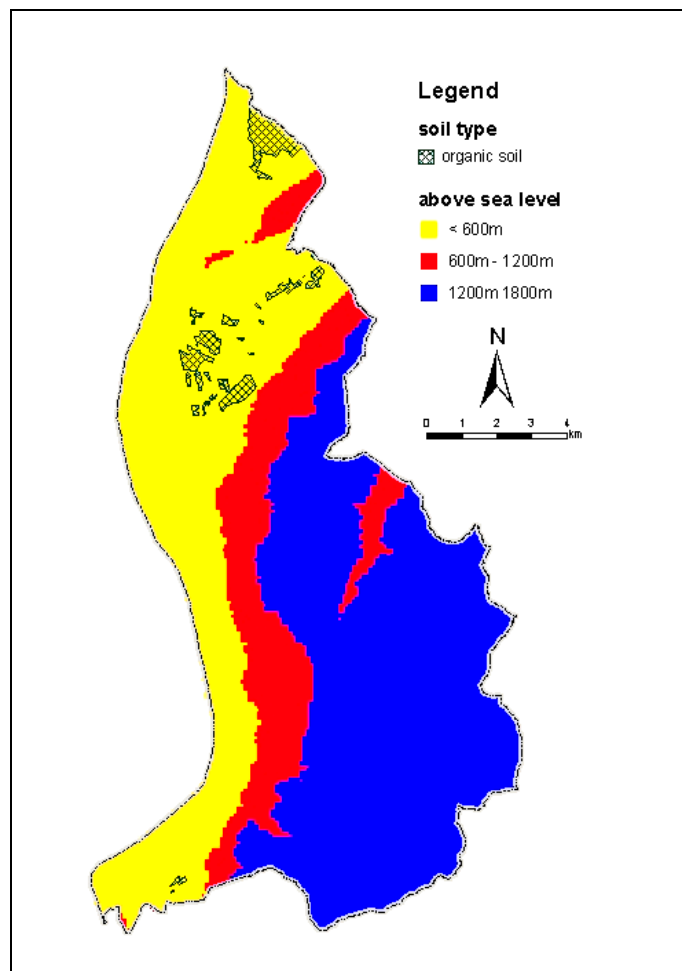 Legend
soil type
organic soil
above sea level
< 600m
600m - 1200m
1200m 1800m
N
0 1 2 3 4
km